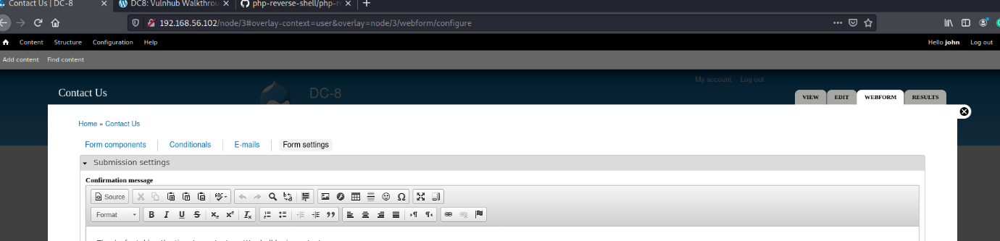 Contact Us | DC-8 DC8: Vulnhub Walkthrou php-reverse-shell/php-re
192.168.56.102/node/3#overlay-context=user&overlay=node/3/webform/configure
Content Structure Configuration Help Hello john Log out
Add content Find content
My account Log out
Contact Us DC-8 VIEW EDIT WEBFORM RESULTS
Home » Contact Us
Form components Conditionals E-mails Form settings
Submission settings
Confirmation message
Source
Format B I U S